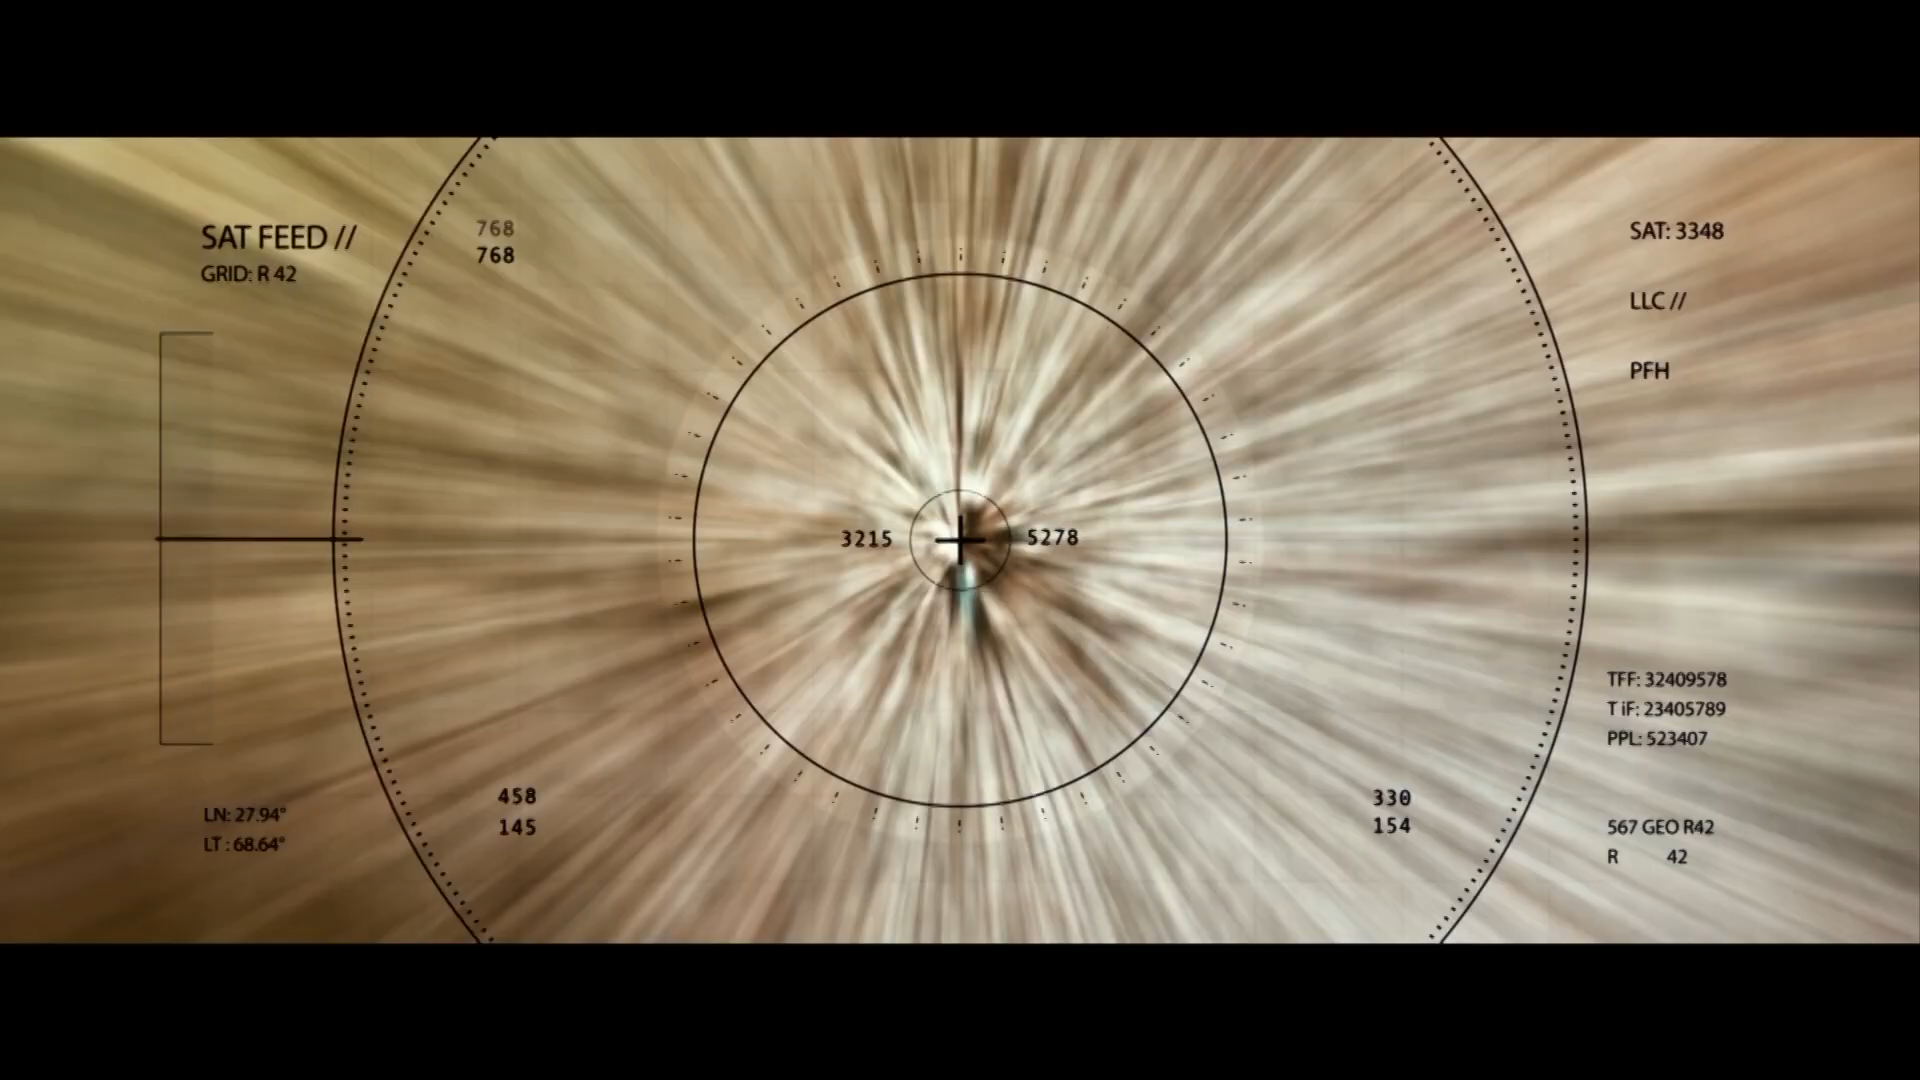 SAT FEED //
GRID: R 42
768
768
SAT: 3348
LLC //
PFH
3215
5278
TFF: 32409578
T iF: 23405789
PPL: 523407
LN: 27.94°
LT : 68.64°
458
145
330
154
567 GEO R42
R 42